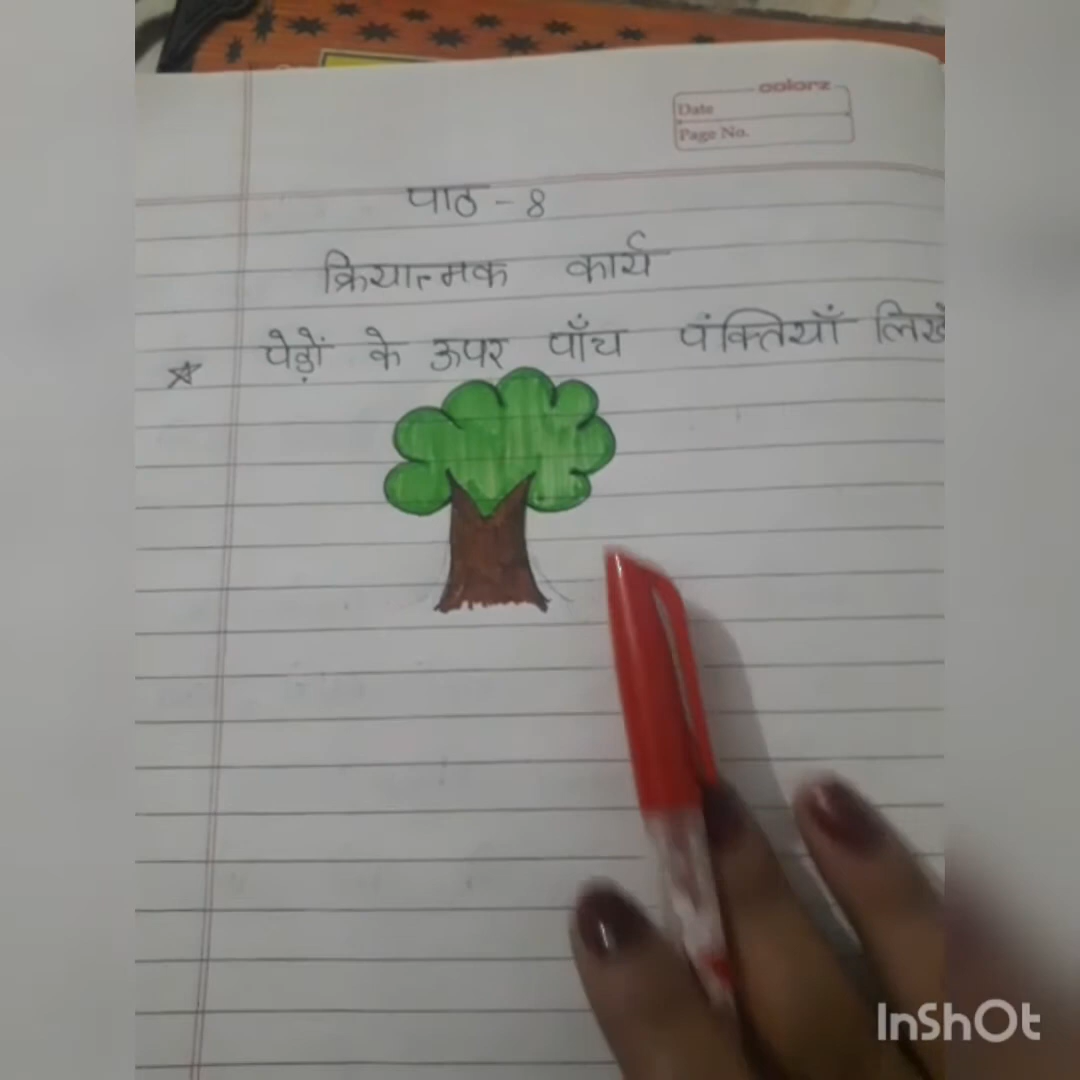 colorz
Date
Page No.
पाठ - 8
क्रियात्मक कार्य
☆ पेड़ों के ऊपर पाँच पंक्तियाँ
InShOt